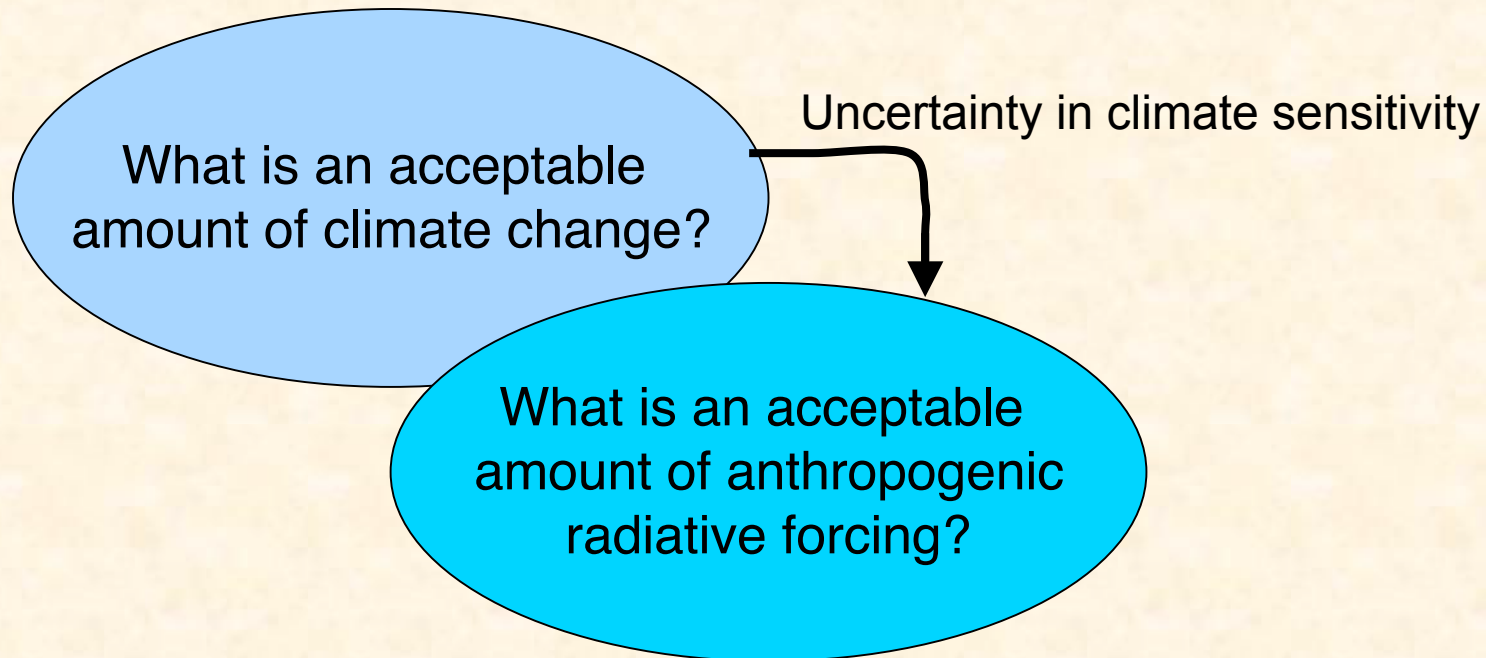 Uncertainty in climate sensitivity
What is an acceptable
amount of climate change?
What is an acceptable
amount of anthropogenic
radiative forcing?